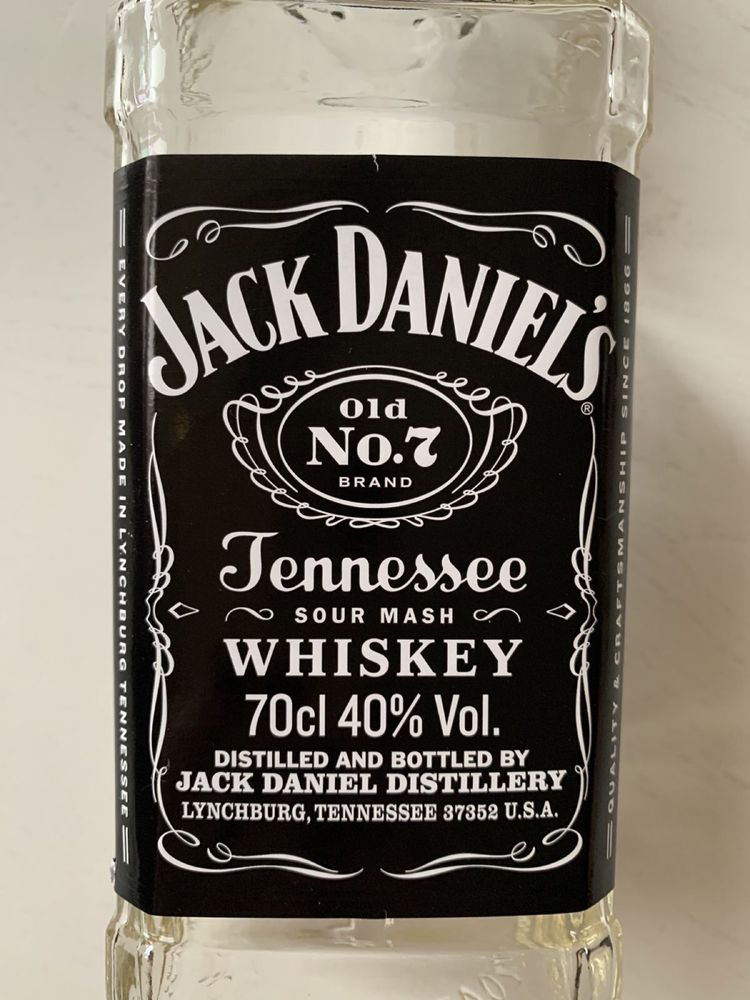 JACK DANIEL'S
®
Old
No.7
BRAND
Tennessee
SOUR MASH
WHISKEY
70cl 40% Vol.
DISTILLED AND BOTTLED BY
JACK DANIEL DISTILLERY
LYNCHBURG, TENNESSEE 37352 U.S.A.
EVERY DROP MADE IN LYNCHBURG TENNESSEE
QUALITY & CRAFTSMANSHIP SINCE 1866